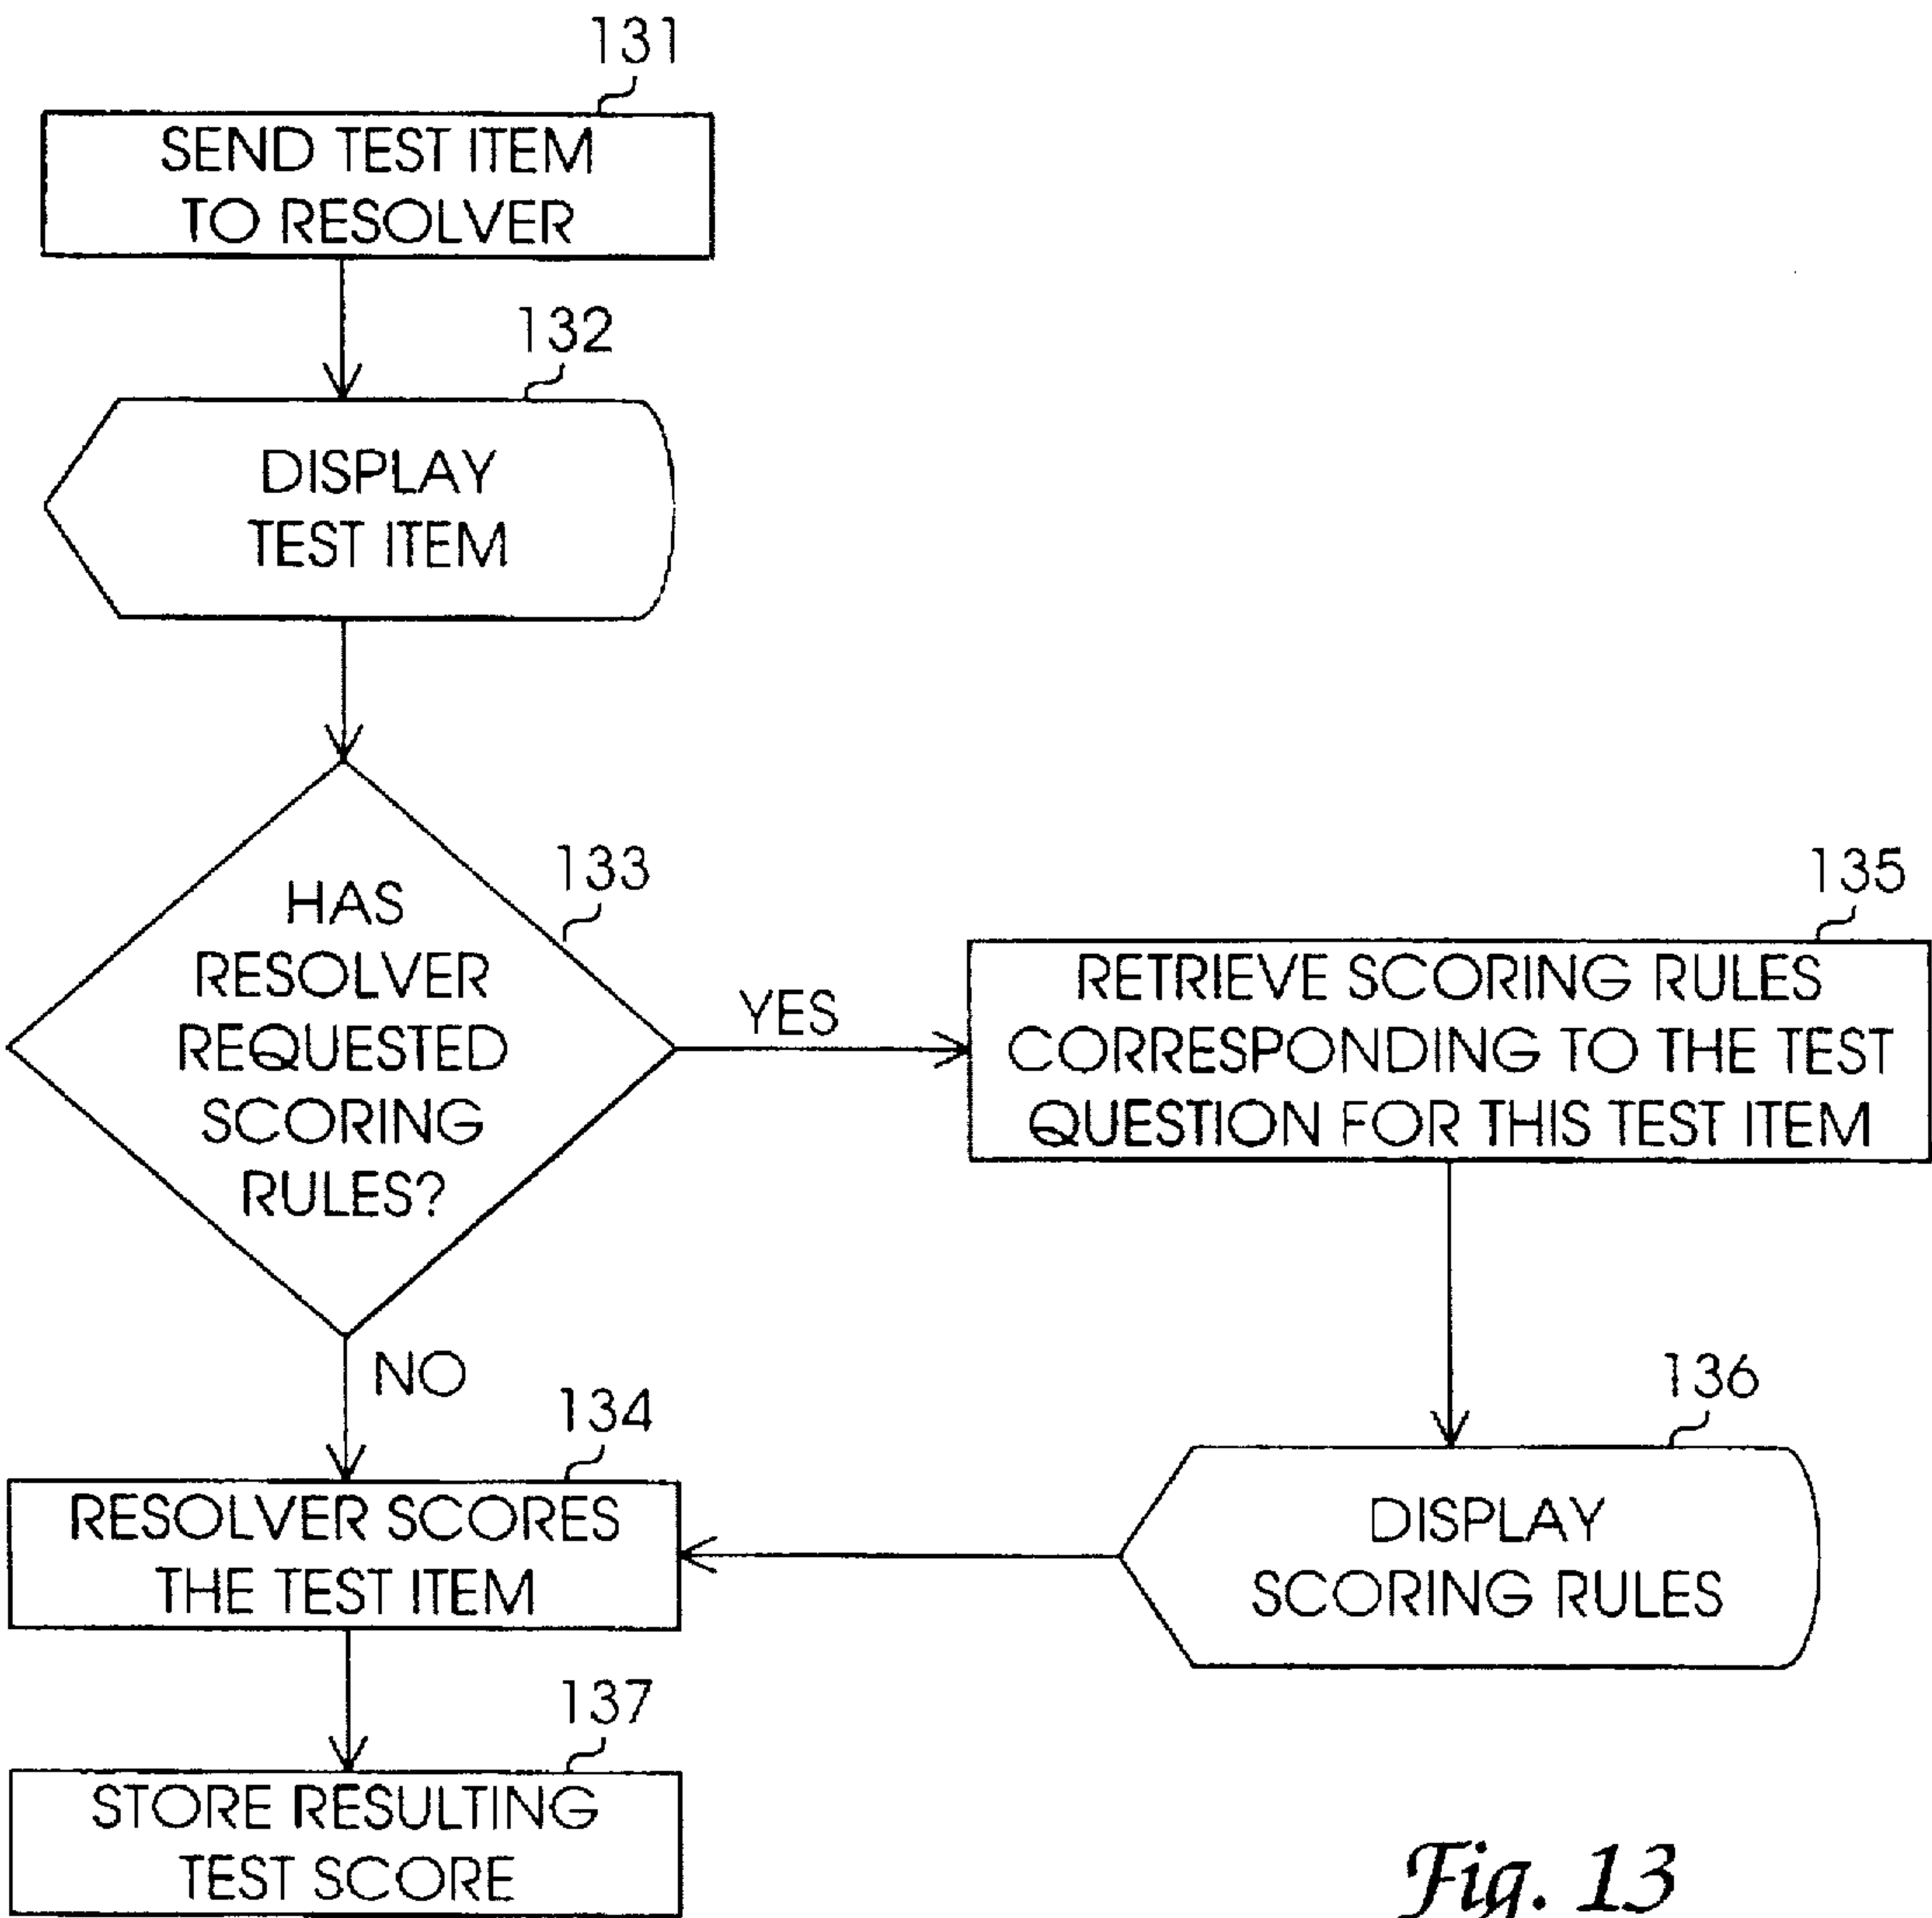 131
SEND TEST ITEM
TO RESOLVER
132
DISPLAY
TEST ITEM
133
HAS
RESOLVER
REQUESTED
SCORING
RULES?
YES
135
RETRIEVE SCORING RULES
CORRESPONDING TO THE TEST
QUESTION FOR THIS TEST ITEM
NO
134
RESOLVER SCORES
THE TEST ITEM
136
DISPLAY
SCORING RULES
137
STORE RESULTING
TEST SCORE
Fig. 13